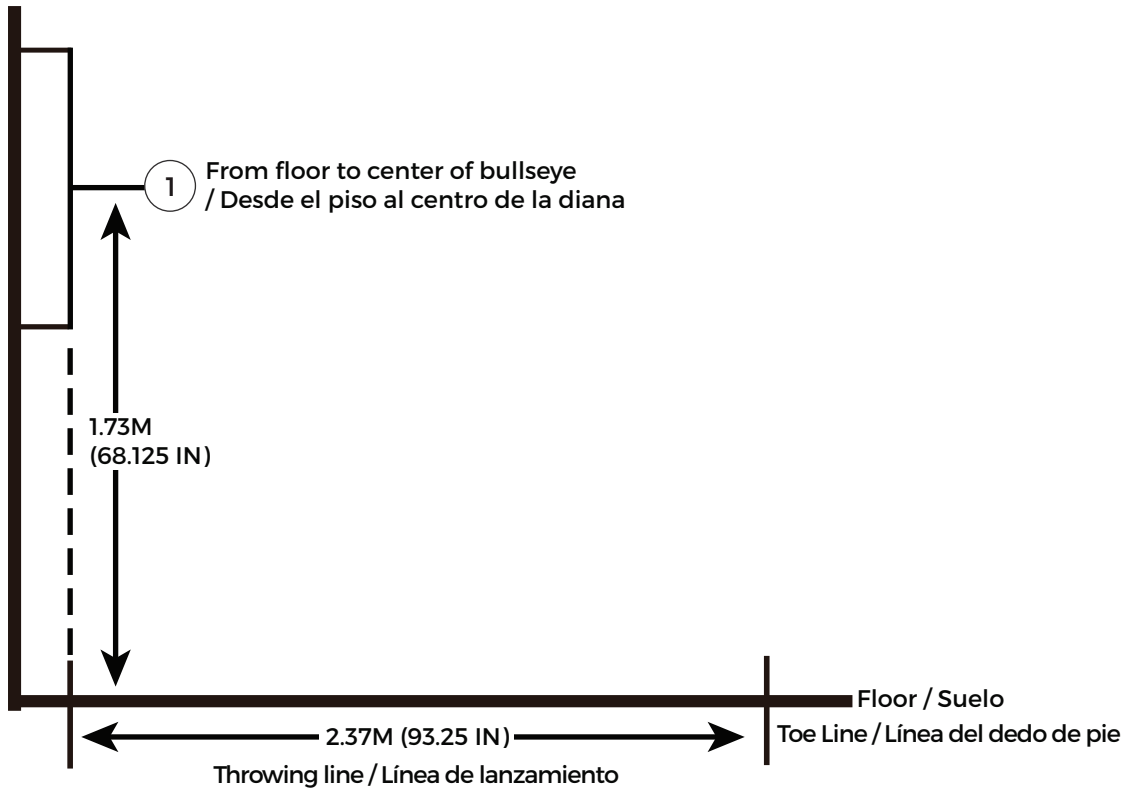 1
From floor to center of bullseye
/ Desde el piso al centro de la diana
1.73M
(68.125 IN)
Floor / Suelo
2.37M (93.25 IN)
Toe Line / Línea del dedo de pie
Throwing line / Línea de lanzamiento